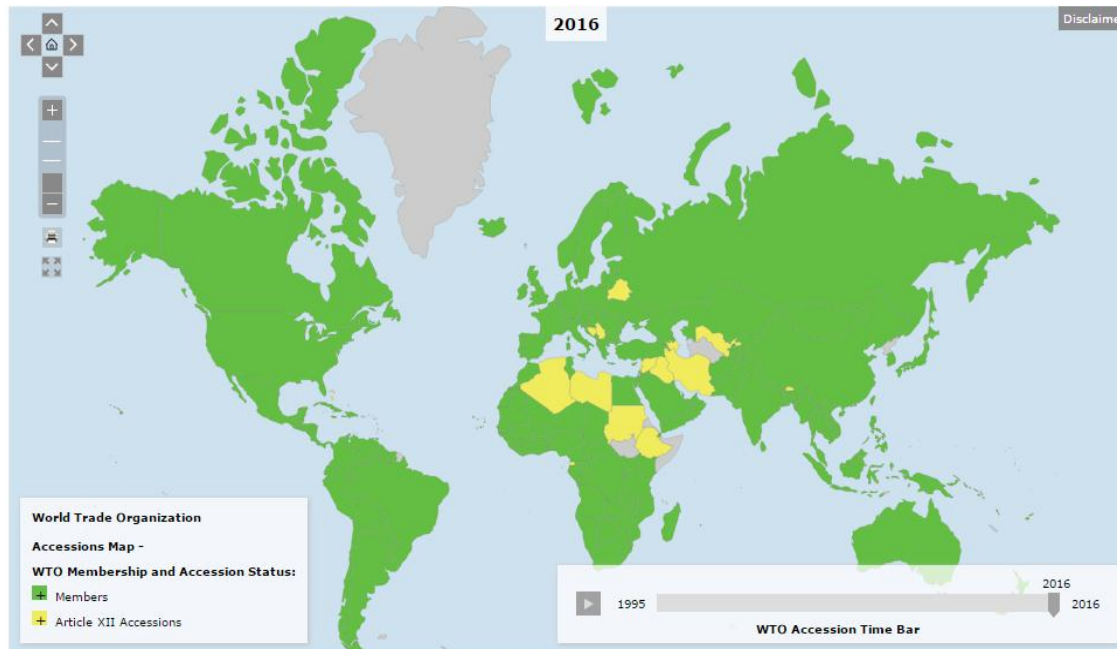 2016
Disclaime
World Trade Organization
Accessions Map -
WTO Membership and Accession Status:
+ Members
+ Article XII Accessions
2016
1995
2016
WTO Accession Time Bar